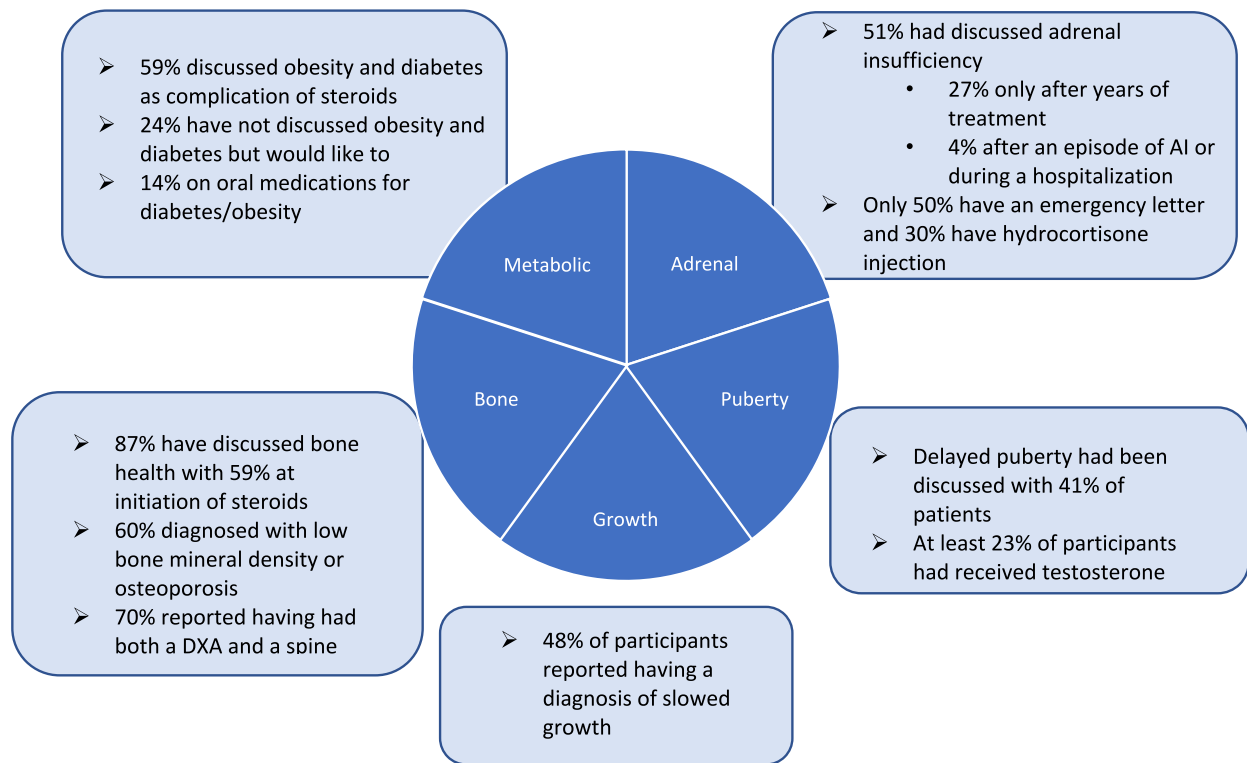 ➢ 59% discussed obesity and diabetes
as complication of steroids
➢ 24% have not discussed obesity and
diabetes but would like to
➢ 14% on oral medications for
diabetes/obesity
➢ 51% had discussed adrenal
insufficiency
• 27% only after years of
treatment
• 4% after an episode of AI or
during a hospitalization
➢ Only 50% have an emergency letter
and 30% have hydrocortisone
injection
Metabolic
Adrenal
Bone
Puberty
Growth
➢ 87% have discussed bone
health with 59% at
initiation of steroids
➢ 60% diagnosed with low
bone mineral density or
osteoporosis
➢ 70% reported having had
both a DXA and a spine
➢ Delayed puberty had been
discussed with 41% of
patients
➢ At least 23% of participants
had received testosterone
➢ 48% of participants
reported having a
diagnosis of slowed
growth